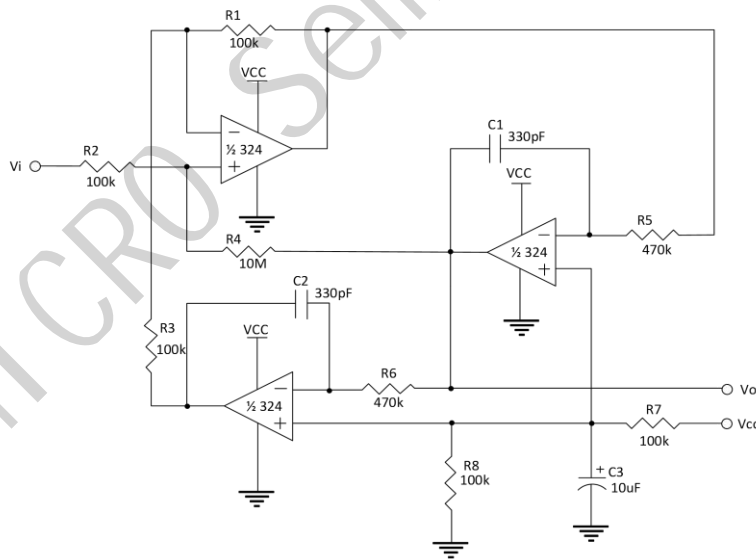 R1
100k
VCC
Vi
R2
100k
−
+
½ 324
C1
330pF
VCC
R4
10M
−
+
½ 324
R5
470k
C2
330pF
R3
100k
VCC
½ 324
−
+
R6
470k
Vo
R7
100k
R8
100k
+
C3
10uF